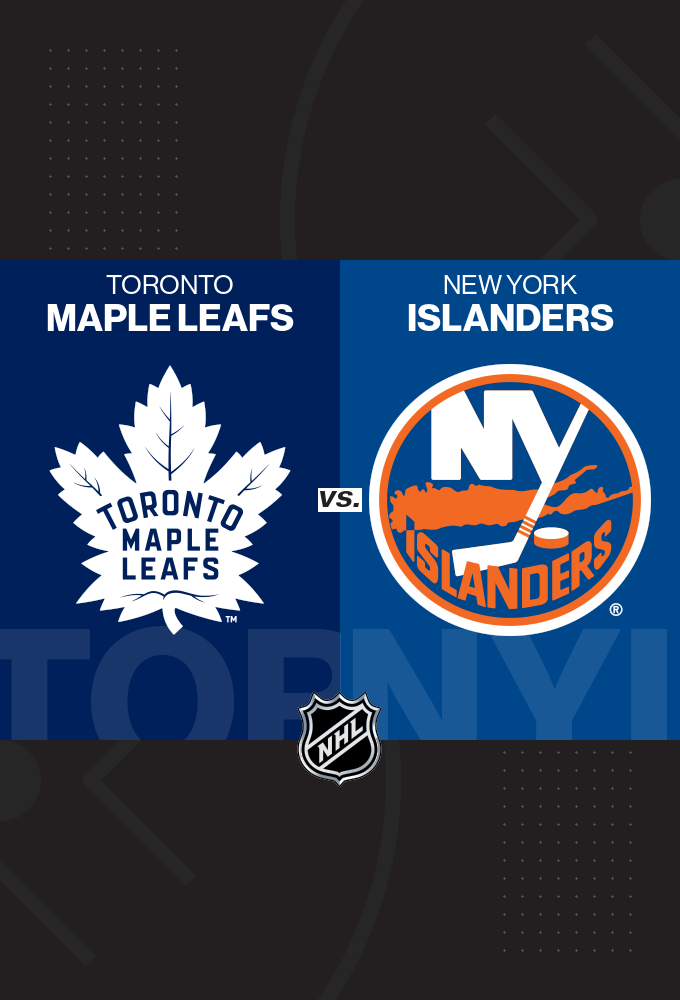 TORONTO
MAPLE LEAFS
NEW YORK
ISLANDERS
TORONTO
MAPLE
LEAFS
TM
VS.
NY
ISLANDERS
®
TOR
NYI
NHL